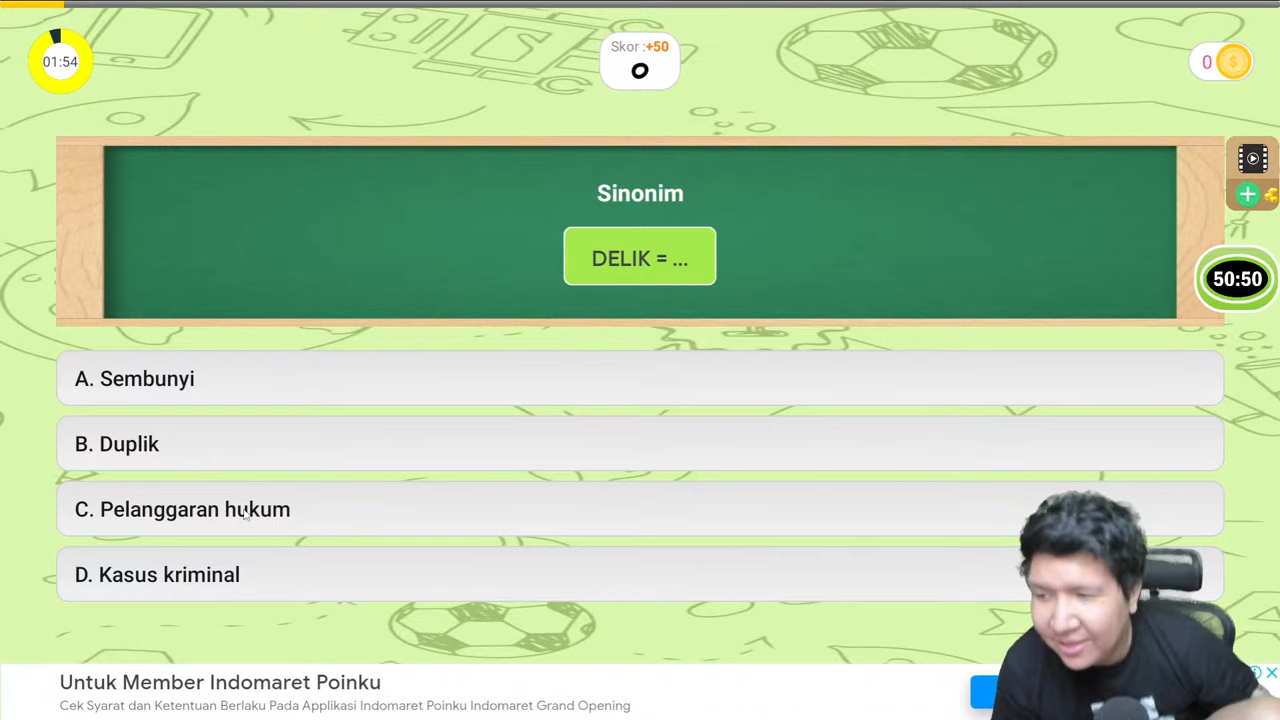 01:54
Skor :+50
0
0
Sinonim
DELIK = ...
50:50
A. Sembunyi
B. Duplik
C. Pelanggaran hukum
D. Kasus kriminal
Untuk Member Indomaret Poinku
Cek Syarat dan Ketentuan Berlaku Pada Applikasi Indomaret Poinku Indomaret Grand Opening